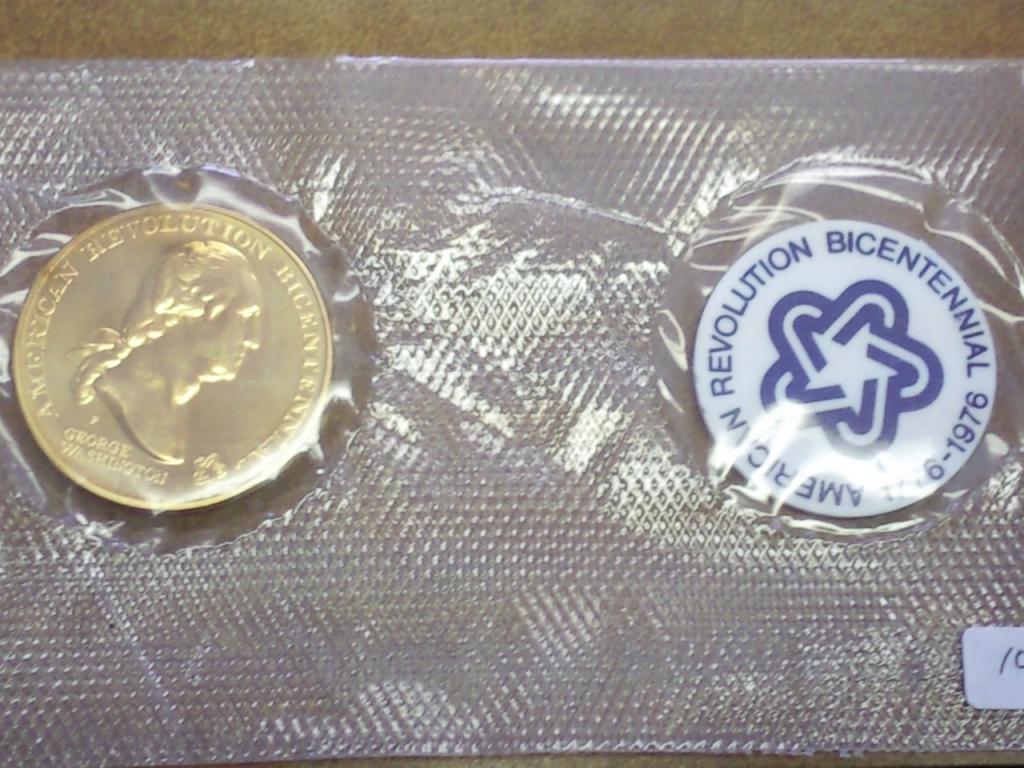 AMERICAN REVOLUTION BICENTENNIAL
GEORGE
WASHINGTON
AMERICAN REVOLUTION BICENTENNIAL
1776-1976